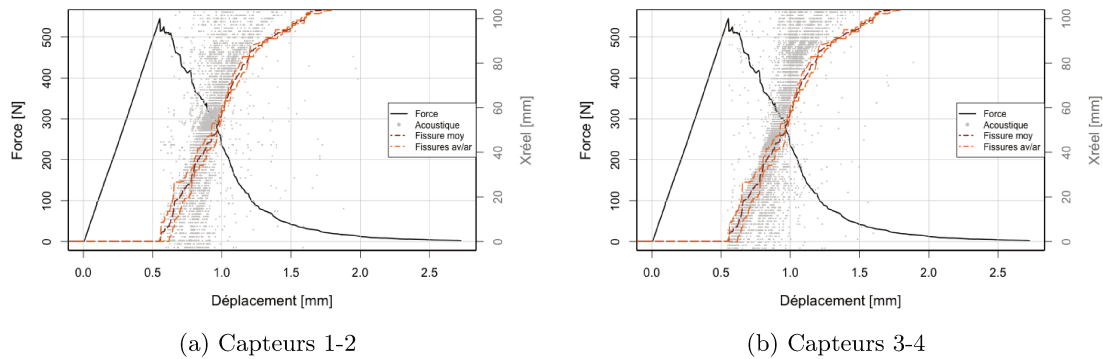 500
400
300
200
100
0
Force [N]
100
80
60
40
20
0
Xréel [mm]
Force
Acoustique
Fissure moy
Fissures av/ar
0.0 0.5 1.0 1.5 2.0 2.5
Déplacement [mm]
(a) Capteurs 1-2
500
400
300
200
100
0
Force [N]
100
80
60
40
20
0
Xréel [mm]
Force
Acoustique
Fissure moy
Fissures av/ar
0.0 0.5 1.0 1.5 2.0 2.5
Déplacement [mm]
(b) Capteurs 3-4